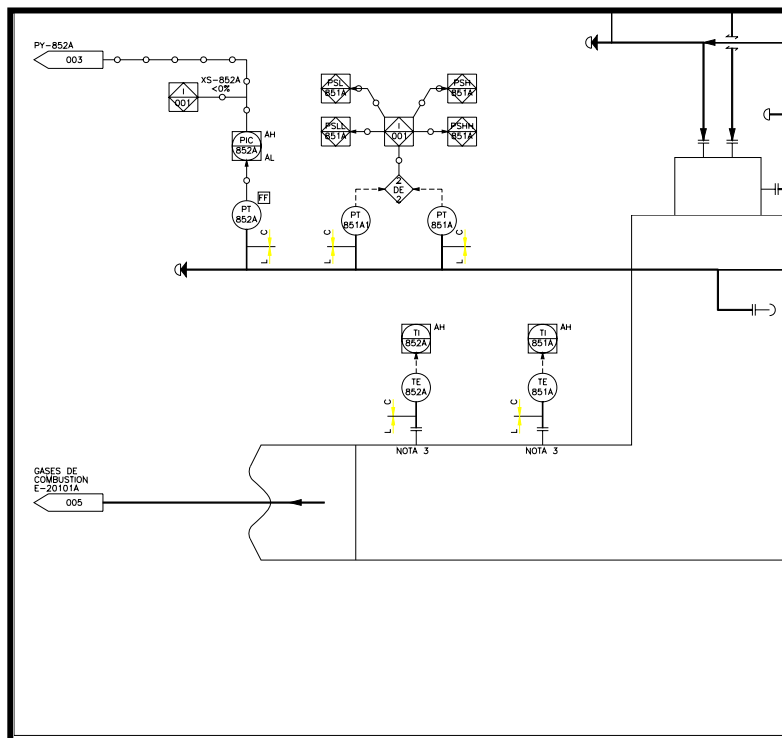 PY-852A
003
XS-852A
<0%
I
001
PIC
852A
AH
AL
FF
PT
852A
C
L
PSL
851A
PSH
851A
PSLL
851A
I
001
PSHH
851A
2
DE
2
PT
851A1
C
L
PT
851A
C
L
TI
852A
AH
TI
851A
AH
TE
852A
TE
851A
C
L
C
L
NOTA 3
NOTA 3
GASES DE
COMBUSTION
E-20101A
005